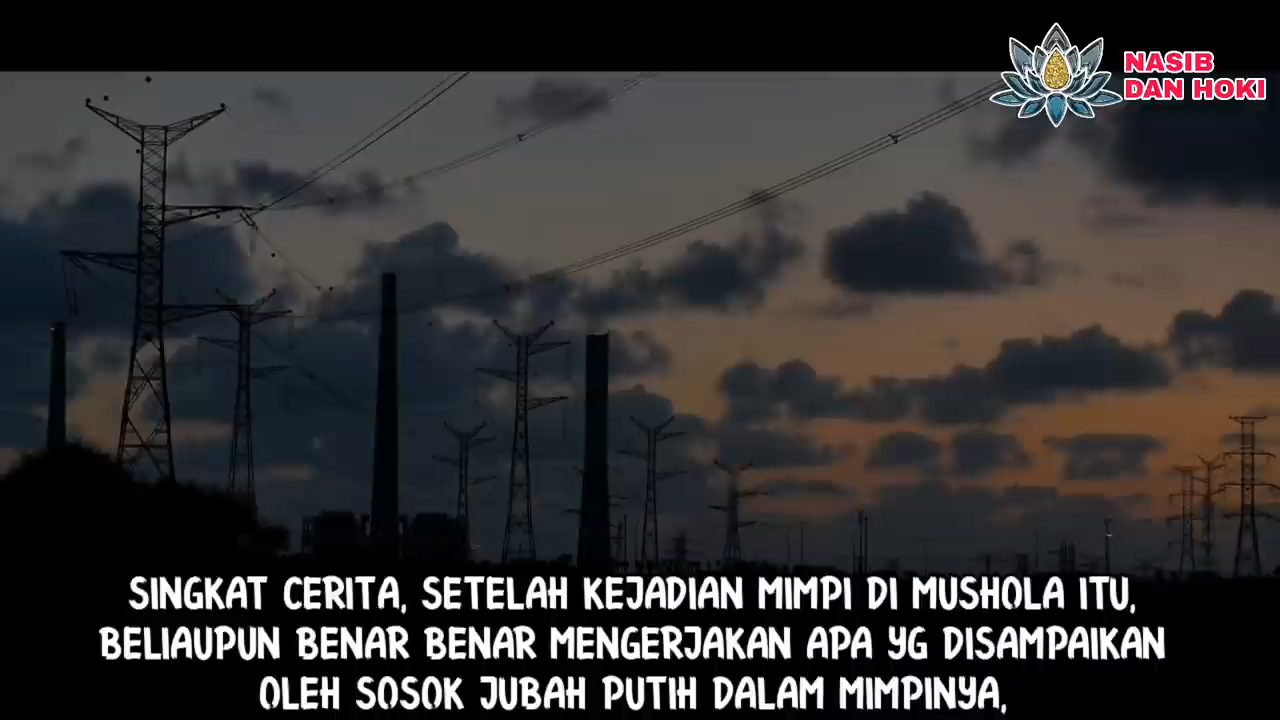 NASIB
DAN HOKI
SINGKAT CERITA, SETELAH KEJADIAN MIMPI DI MUSHOLA ITU,
BELIAUPUN BENAR BENAR MENGERJAKAN APA YG DISAMPAIKAN
OLEH SOSOK JUBAH PUTIH DALAM MIMPINYA,